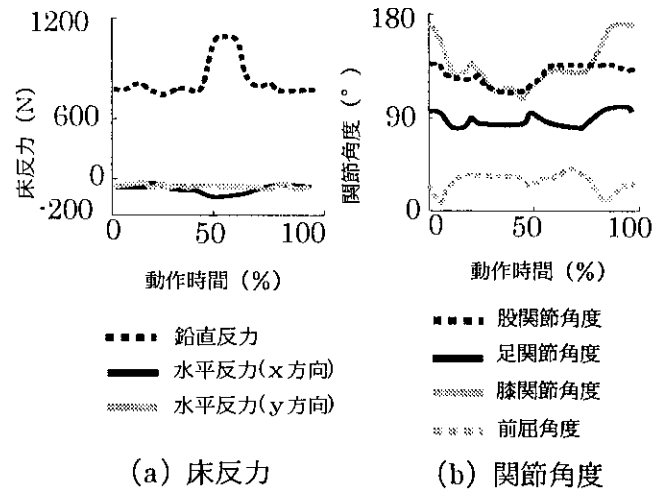 1200
600
0
-200
床反力 (N)
0 50 100
動作時間 (%)
鉛直反力
水平反力(x方向)
水平反力(y方向)
(a) 床反力
180
90
0
関節角度 (°)
0 50 100
動作時間 (%)
股関節角度
足関節角度
膝関節角度
前屈角度
(b) 関節角度